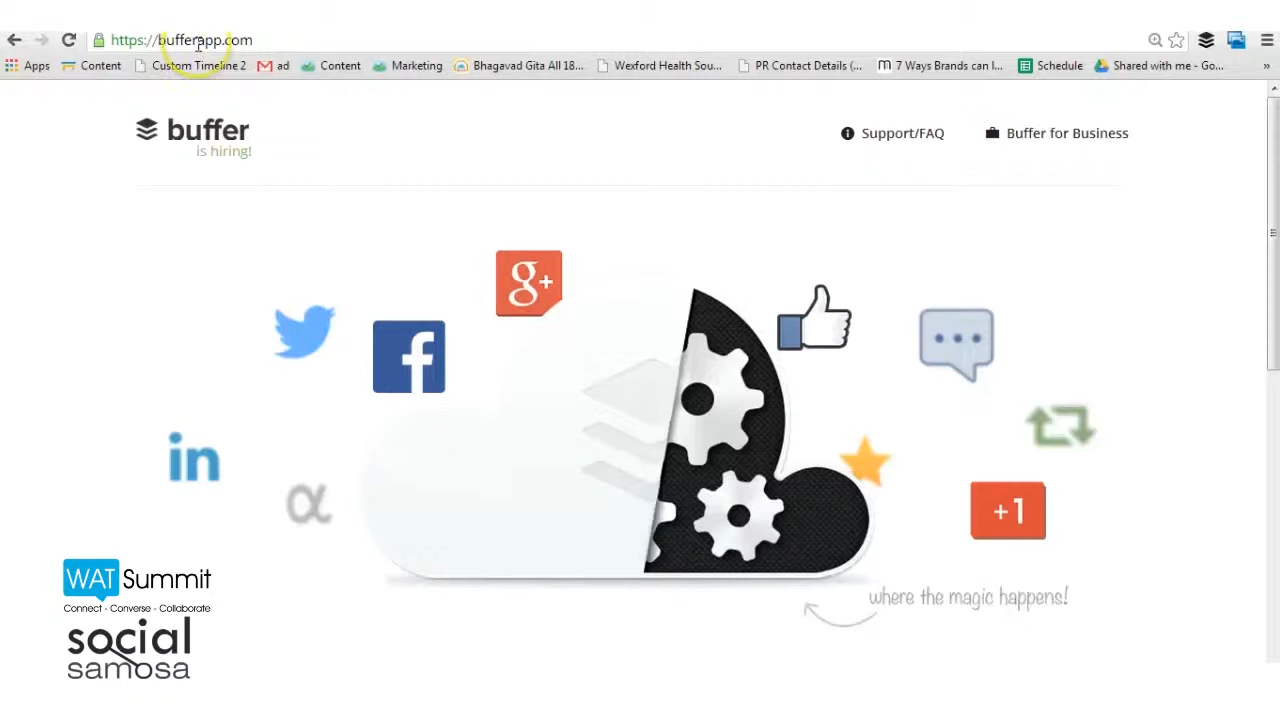 https://bufferapp.com
Apps Content Custom Timeline 2 ad Content Marketing Bhagavad Gita All 18... Wexford Health Sou... PR Contact Details (... 7 Ways Brands can I... Schedule Shared with me - Go... »
buffer
is hiring!
Support/FAQ Buffer for Business
g+
f
in
α
+1
where the magic happens!
WAT Summit
Connect - Converse - Collaborate
social
samosa